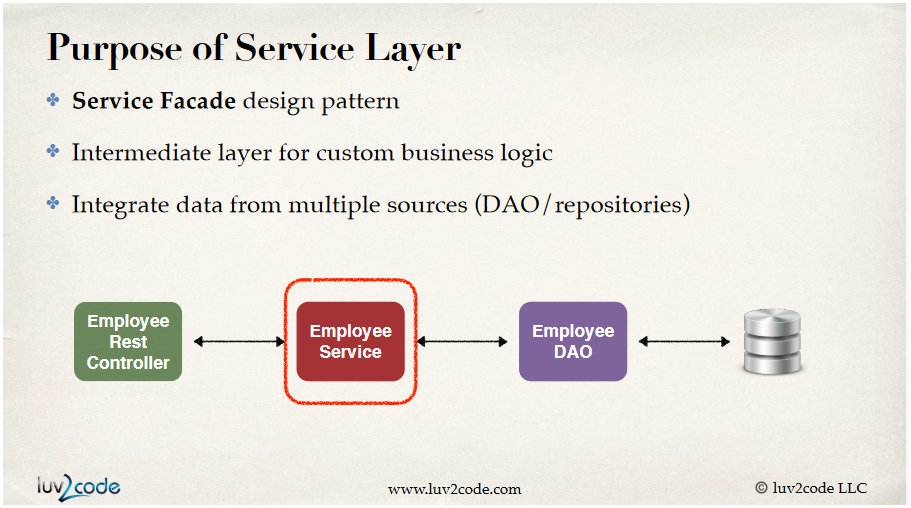 Purpose of Service Layer
Service Facade design pattern
Intermediate layer for custom business logic
Integrate data from multiple sources (DAO/repositories)
Employee
Rest
Controller
Employee
Service
Employee
DAO
luv2code
www.luv2code.com
© luv2code LLC